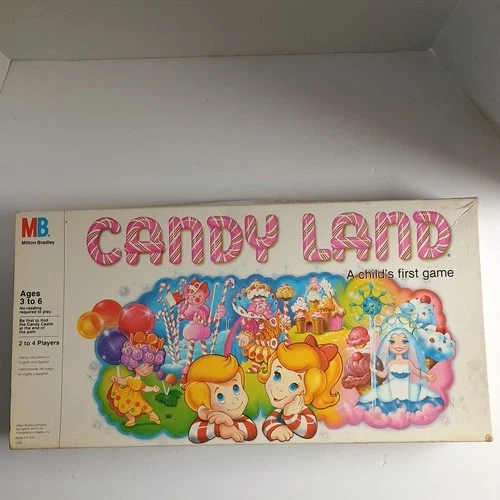 CANDY LAND
A child's first game
MB
Milton Bradley
Ages
3 to 6
No reading
required to play.
Be first to find
the Candy Castle
at the end of
the path.
2 to 4 Players